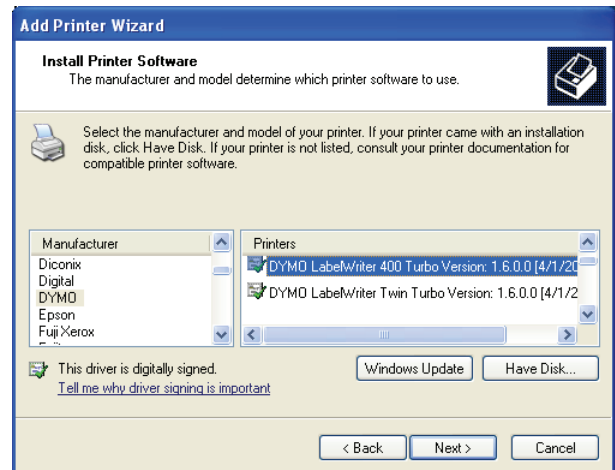 Add Printer Wizard
Install Printer Software
The manufacturer and model determine which printer software to use.
Select the manufacturer and model of your printer. If your printer came with an installation
disk, click Have Disk. If your printer is not listed, consult your printer documentation for
compatible printer software.
Manufacturer
Diconix
Digital
DYMO
Epson
Fuji Xerox
Printers
DYMO LabelWriter 400 Turbo Version: 1.6.0.0 [4/1/20
DYMO LabelWriter Twin Turbo Version: 1.6.0.0 [4/1/2
This driver is digitally signed.
Tell me why driver signing is important
Windows Update
Have Disk...
< Back
Next >
Cancel